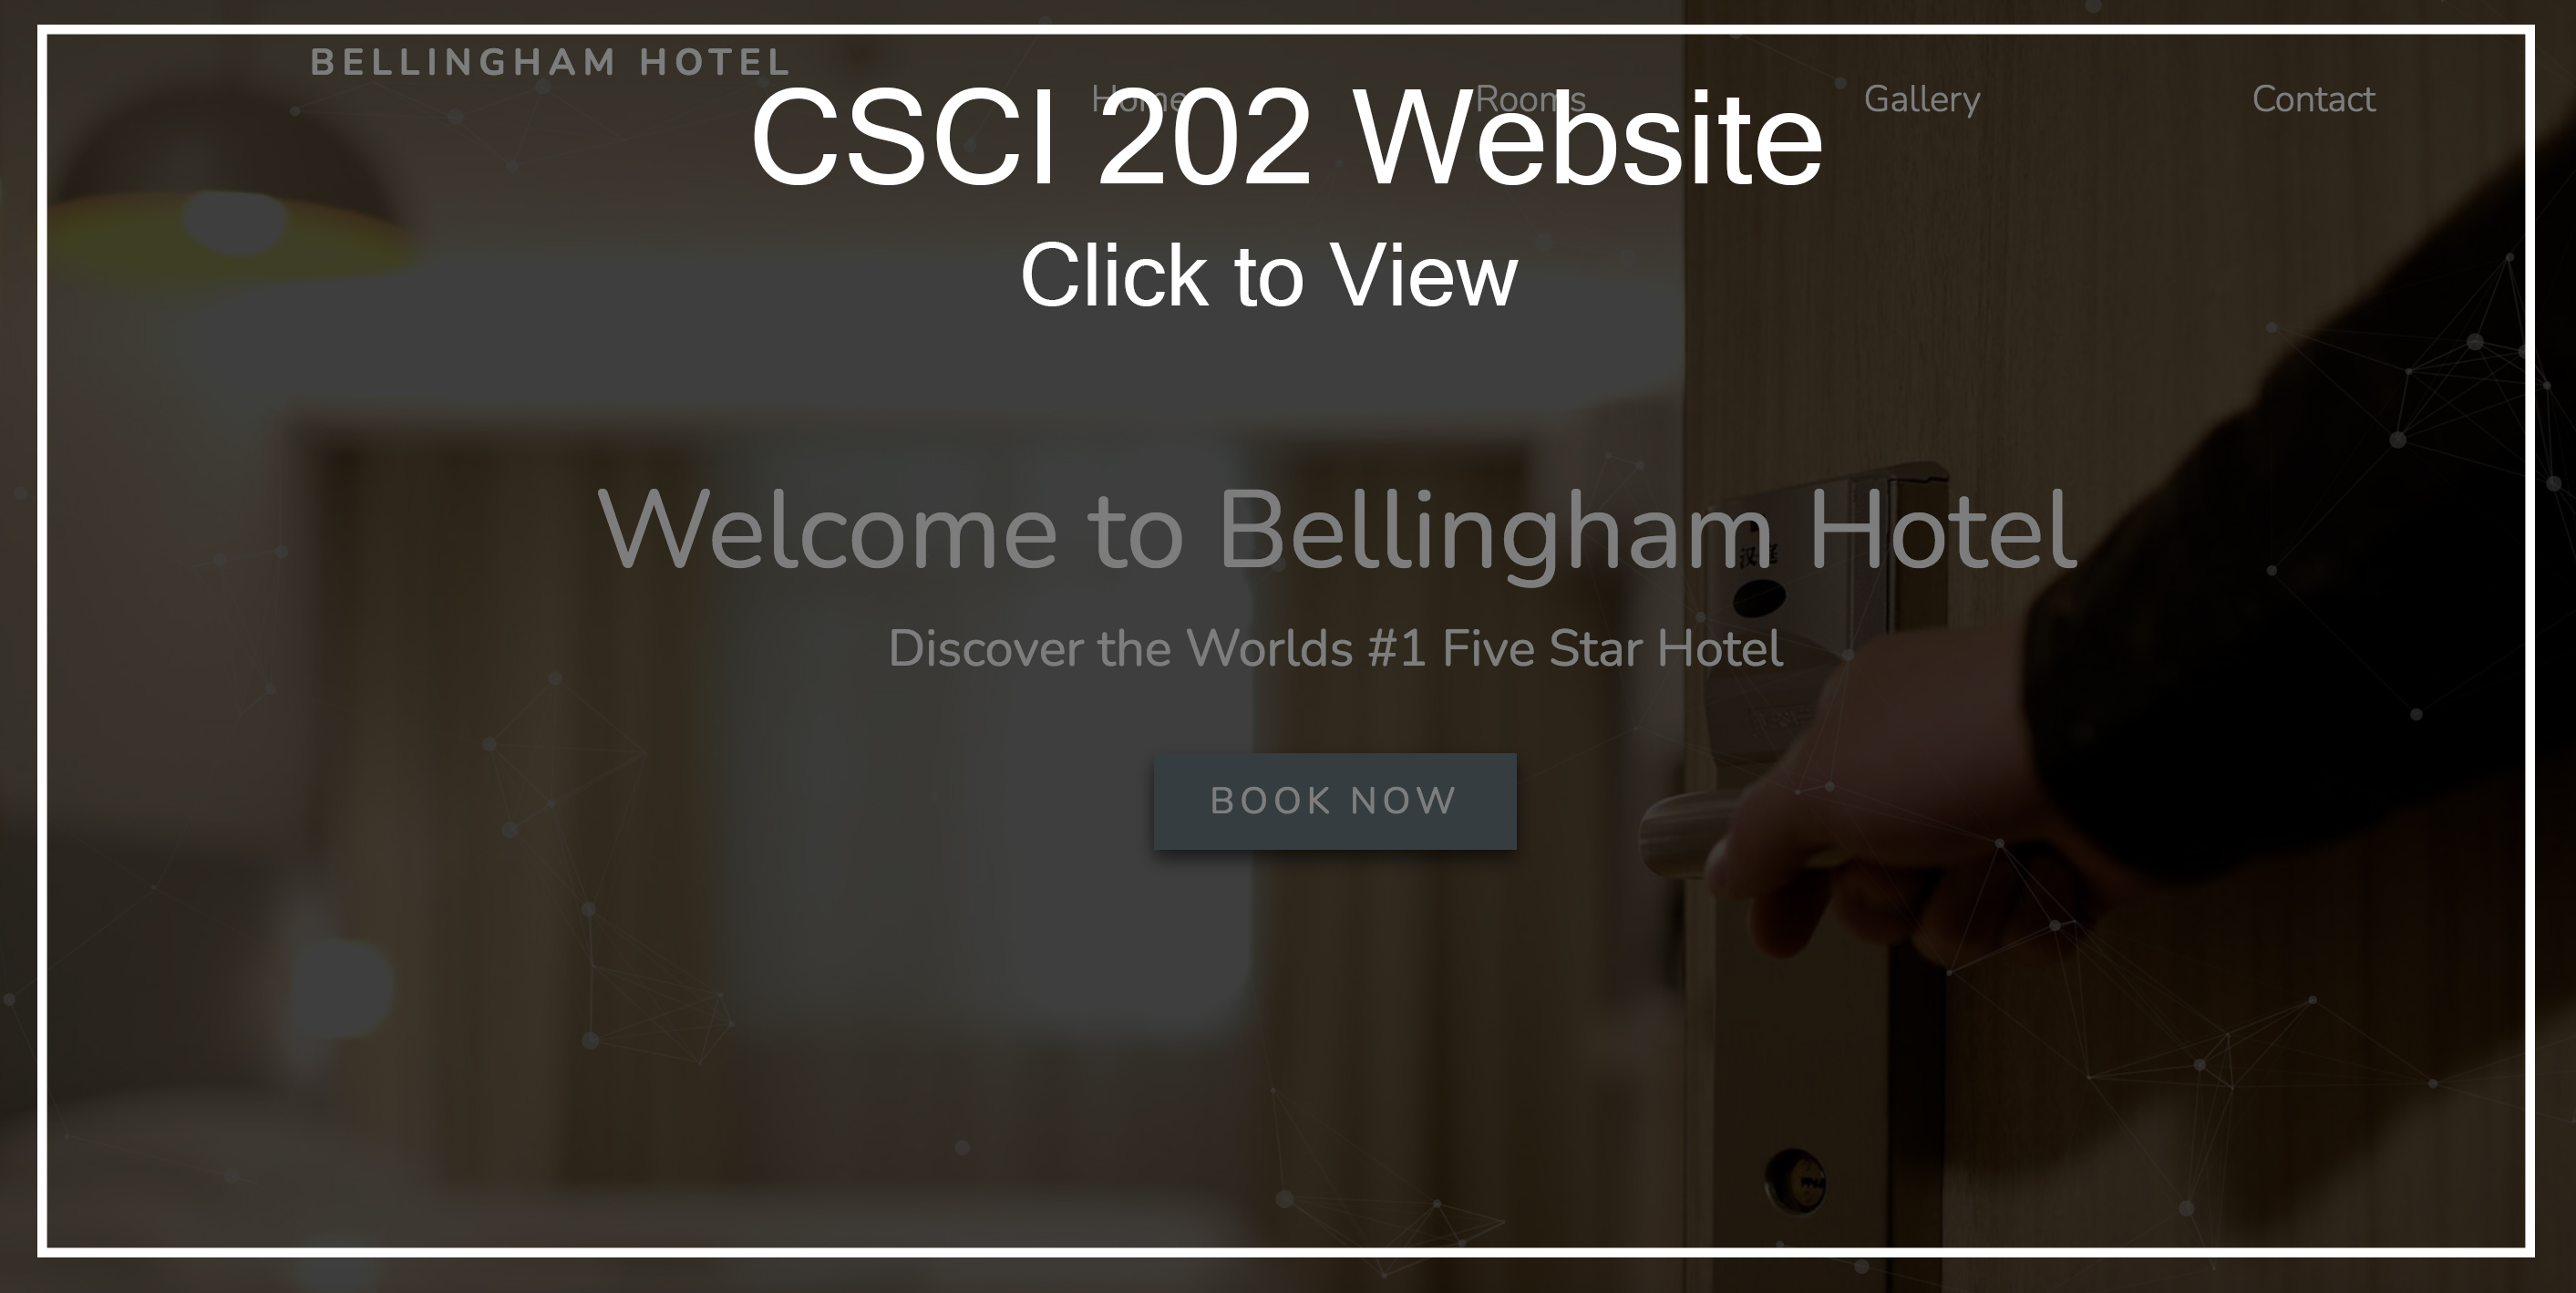 BELLINGHAM HOTEL
Home
Rooms
Gallery
Contact
CSCI 202 Website
Click to View
Welcome to Bellingham Hotel
Discover the Worlds #1 Five Star Hotel
BOOK NOW